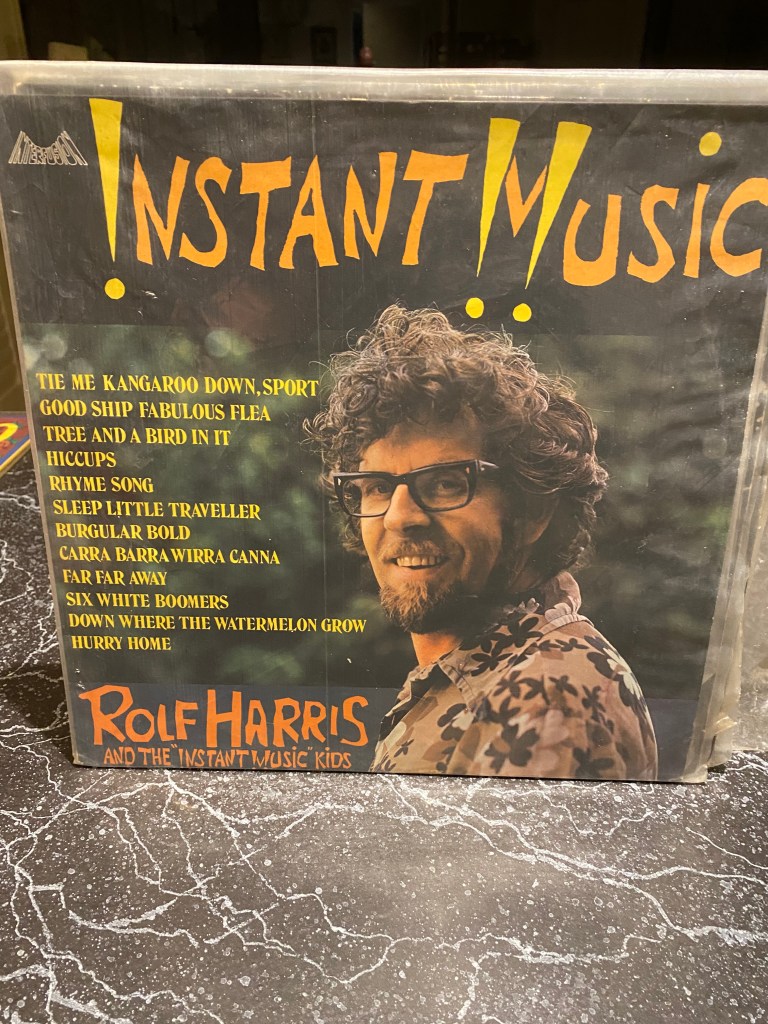 INTERFUSION
!NSTANT !MUSIC
TIE ME KANGAROO DOWN, SPORT
GOOD SHIP FABULOUS FLEA
TREE AND A BIRD IN IT
HICCUPS
RHYME SONG
SLEEP LITTLE TRAVELLER
BURGULAR BOLD
CARRA BARRA WIRRA CANNA
FAR FAR AWAY
SIX WHITE BOOMERS
DOWN WHERE THE WATERMELON GROW
HURRY HOME
ROLF HARRIS
AND THE "INSTANT MUSIC" KIDS